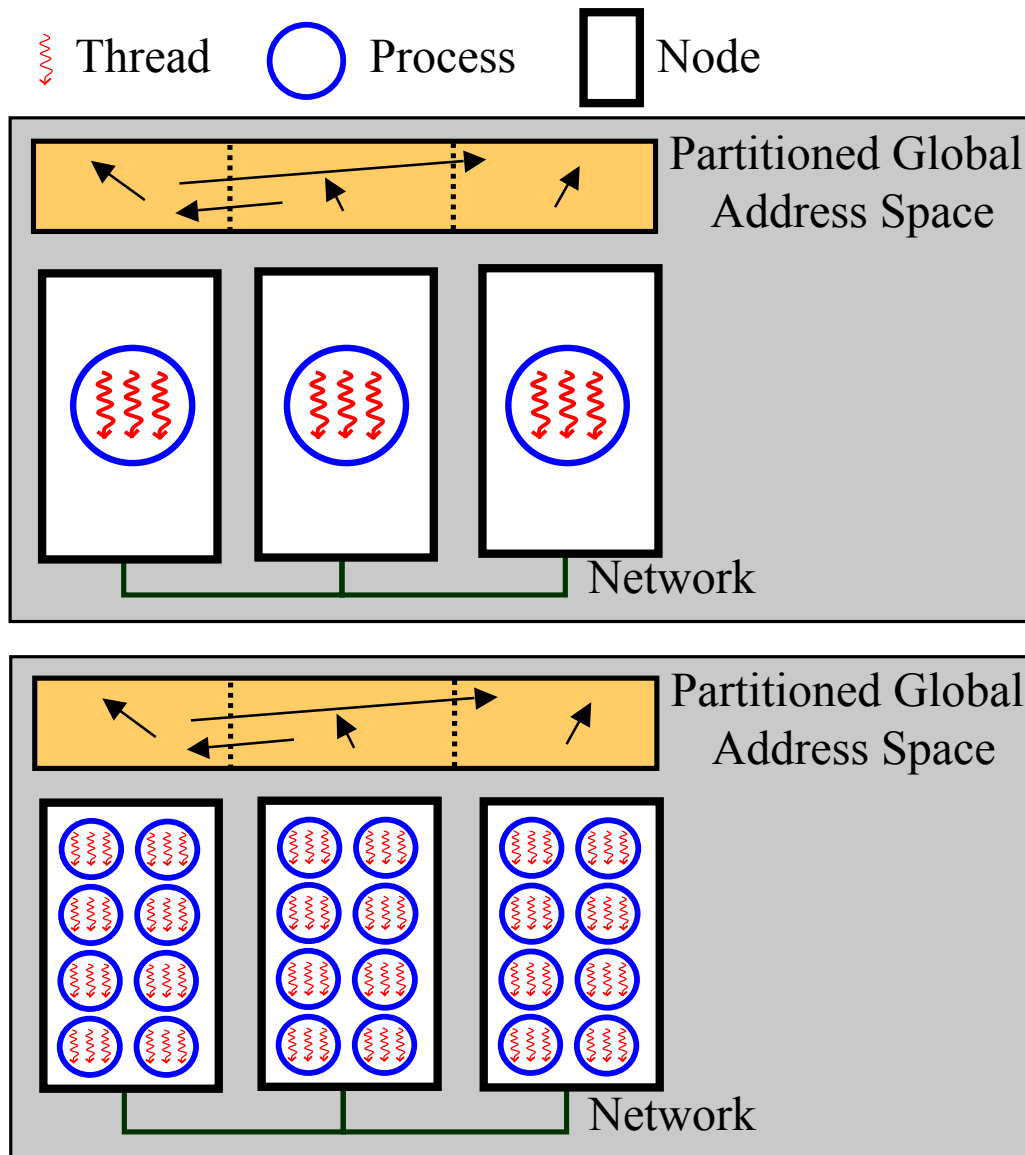 Thread
Process
Node
Partitioned Global
Address Space
Network
Partitioned Global
Address Space
Network